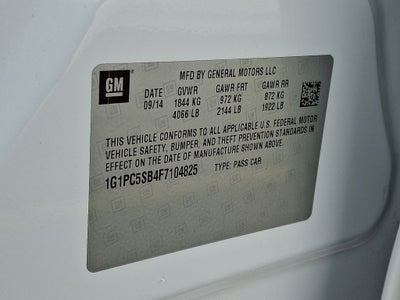 GM
MFD BY GENERAL MOTORS LLC
DATE GVWR GAWR FRT GAWR RR
09/14 1844 KG 972 KG 872 KG
4066 LB 2144 LB 1922 LB
THIS VEHICLE CONFORMS TO ALL APPLICABLE U.S. FEDERAL MOTOR
VEHICLE SAFETY, BUMPER, AND THEFT PREVENTION STANDARDS IN
EFFECT ON THE DATE OF MANUFACTURE SHOWN ABOVE.
1G1PC5SB4F7104825 TYPE: PASS CAR